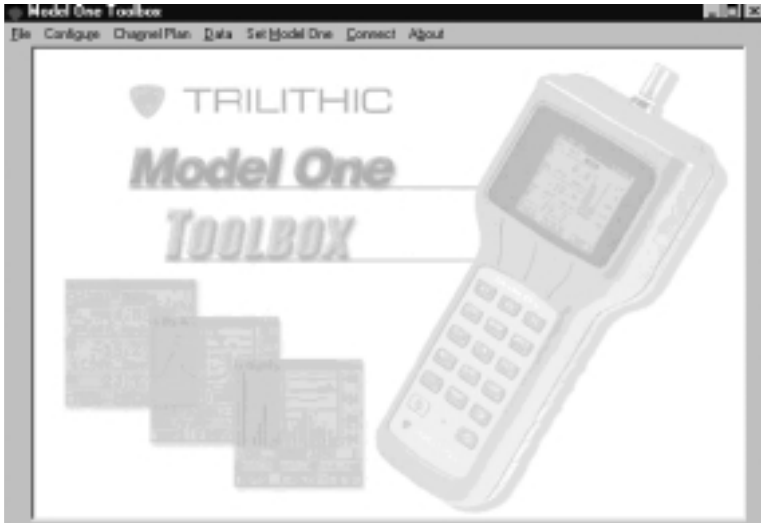 Model One Toolbox
File Configure Channel Plan Data Set Model One Connect About
TRILITHIC
Model One
TOOLBOX